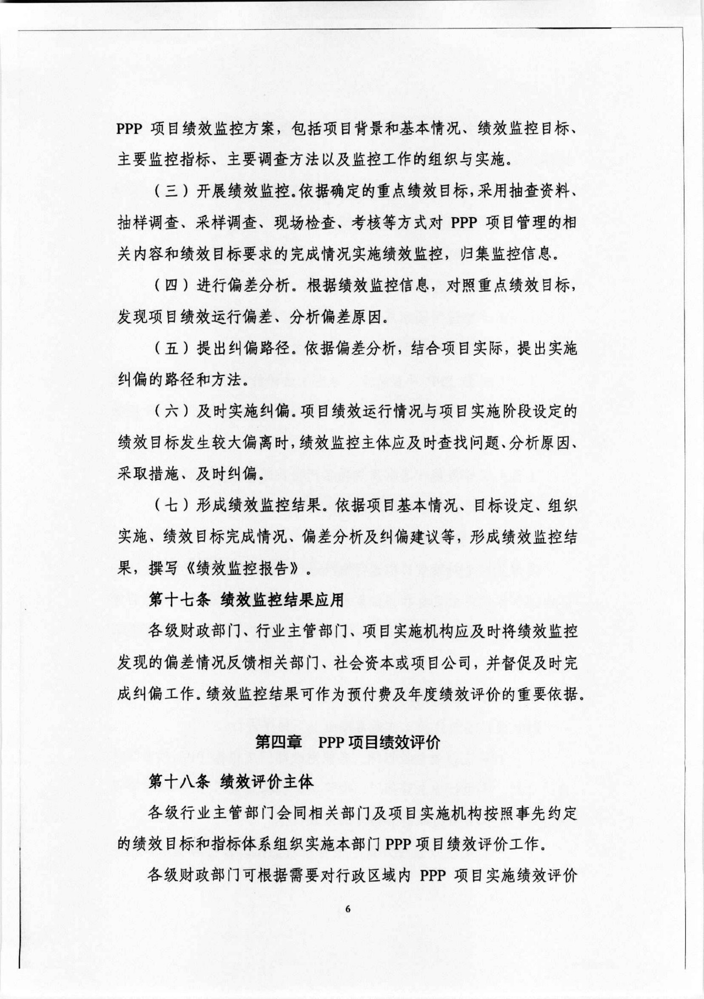 PPP 项目绩效监控方案，包括项目背景和基本情况、绩效监控目标、
主要监控指标、主要调查方法以及监控工作的组织与实施。
（三）开展绩效监控。依据确定的重点绩效目标，采用抽查资料、
抽样调查、采样调查、现场检查、考核等方式对 PPP 项目管理的相
关内容和绩效目标要求的完成情况实施绩效监控，归集监控信息。
（四）进行偏差分析。根据绩效监控信息，对照重点绩效目标，
发现项目绩效运行偏差、分析偏差原因。
（五）提出纠偏路径。依据偏差分析，结合项目实际，提出实施
纠偏的路径和方法。
（六）及时实施纠偏。项目绩效运行情况与项目实施阶段设定的
绩效目标发生较大偏离时，绩效监控主体应及时查找问题、分析原因、
采取措施、及时纠偏。
（七）形成绩效监控结果。依据项目基本情况、目标设定、组织
实施、绩效目标完成情况、偏差分析及纠偏建议等，形成绩效监控结
果，撰写《绩效监控报告》。
第十七条 绩效监控结果应用
各级财政部门、行业主管部门、项目实施机构应及时将绩效监控
发现的偏差情况反馈相关部门、社会资本或项目公司，并督促及时完
成纠偏工作。绩效监控结果可作为预付费及年度绩效评价的重要依据。
第四章 PPP 项目绩效评价
第十八条 绩效评价主体
各级行业主管部门会同相关部门及项目实施机构按照事先约定
的绩效目标和指标体系组织实施本部门 PPP 项目绩效评价工作。
各级财政部门可根据需要对行政区域内 PPP 项目实施绩效评价
6